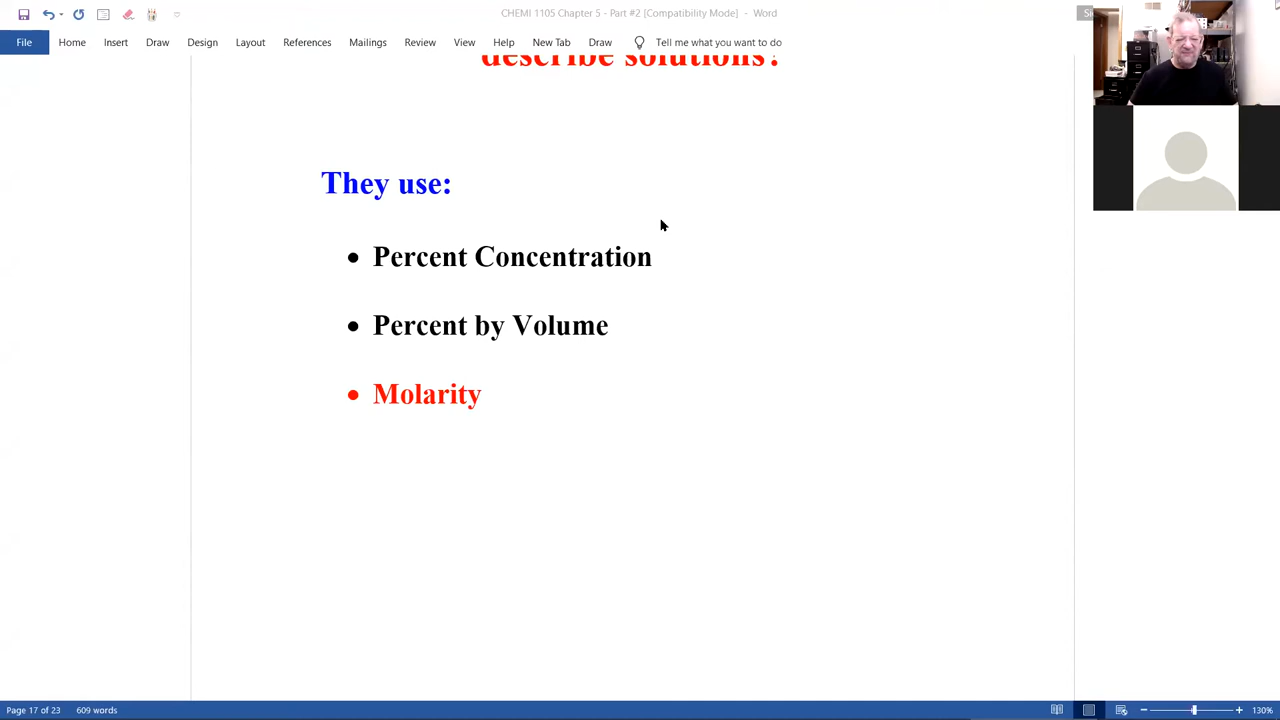 CHEMI 1105 Chapter 5 - Part #2 [Compatibility Mode] - Word
File Home Insert Draw Design Layout References Mailings Review View Help New Tab Draw Tell me what you want to do
describe solutions?
They use:
• Percent Concentration
• Percent by Volume
• Molarity
Page 17 of 23 609 words 130%